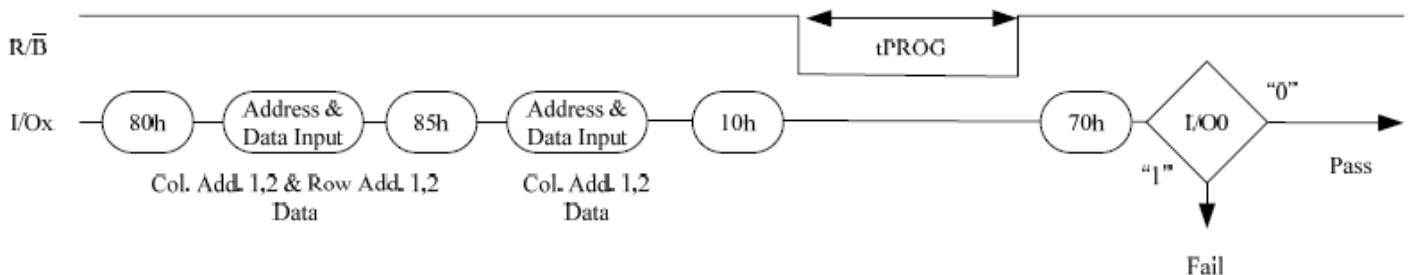 R/B̅
tPROG
I/Ox
80h
Address &
Data Input
85h
Address &
Data Input
10h
70h
I/O0
“0”
Pass
“1”
Fail
Col. Add. 1,2 & Row Add. 1,2
Data
Col. Add. 1,2
Data